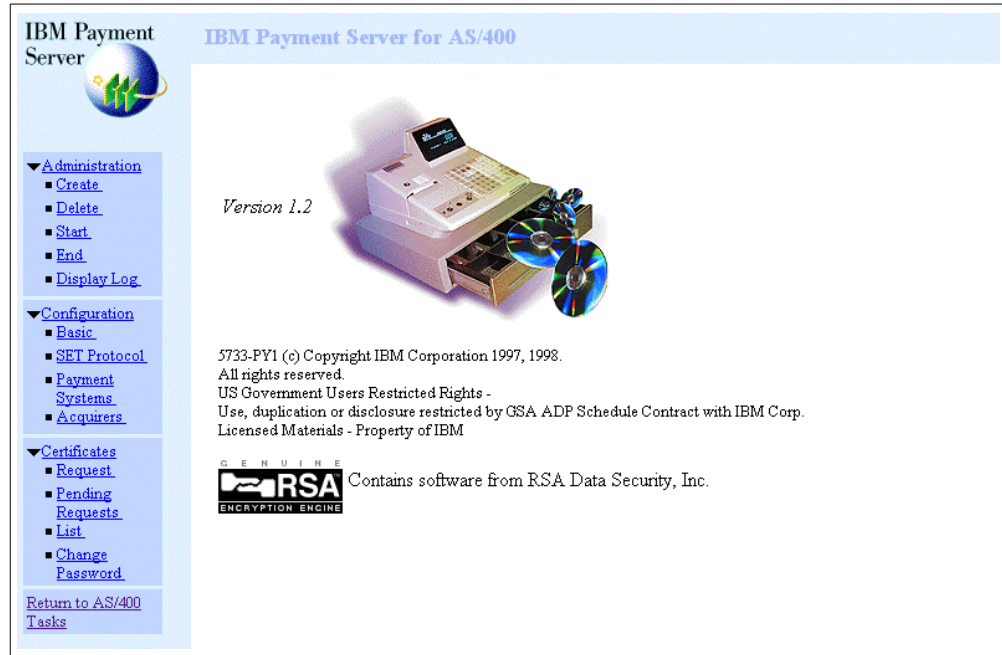 IBM Payment
Server
IBM Payment Server for AS/400
Administration
Create
Delete
Start
End
Display Log
Configuration
Basic
SET Protocol
Payment
Systems
Acquirers
Certificates
Request
Pending
Requests
List
Change
Password
Return to AS/400
Tasks
Version 1.2
5733-PY1 (c) Copyright IBM Corporation 1997, 1998.
All rights reserved.
US Government Users Restricted Rights -
Use, duplication or disclosure restricted by GSA ADP Schedule Contract with IBM Corp.
Licensed Materials - Property of IBM
GENUINE
RSA™
ENCRYPTION ENGINE
Contains software from RSA Data Security, Inc.